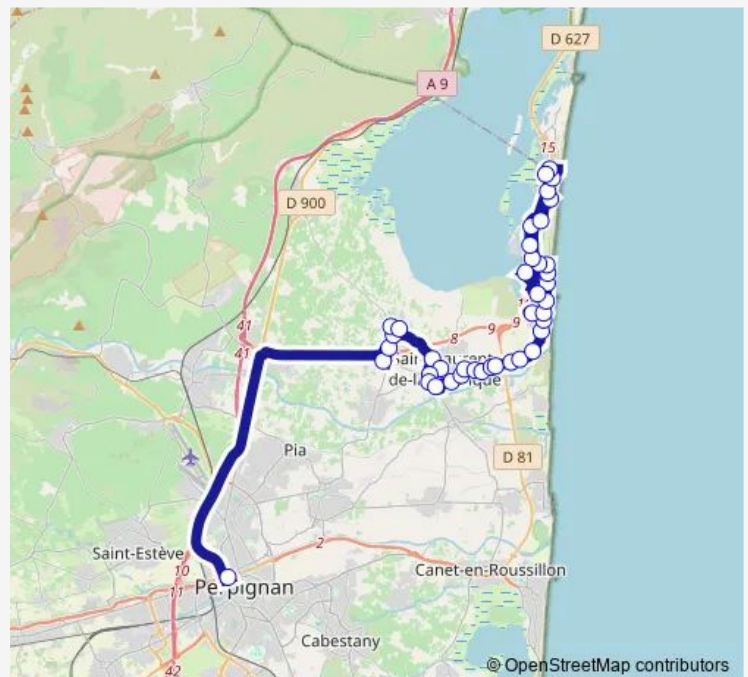 D 627
A 9
15
D 900
41
41
8
9
9
Saint-Laurent-
de-la-Salanque
Pia
D 81
Saint-Estève
10
11
2
Perpignan
Canet-en-Roussillon
Cabestany
42
© OpenStreetMap contributors